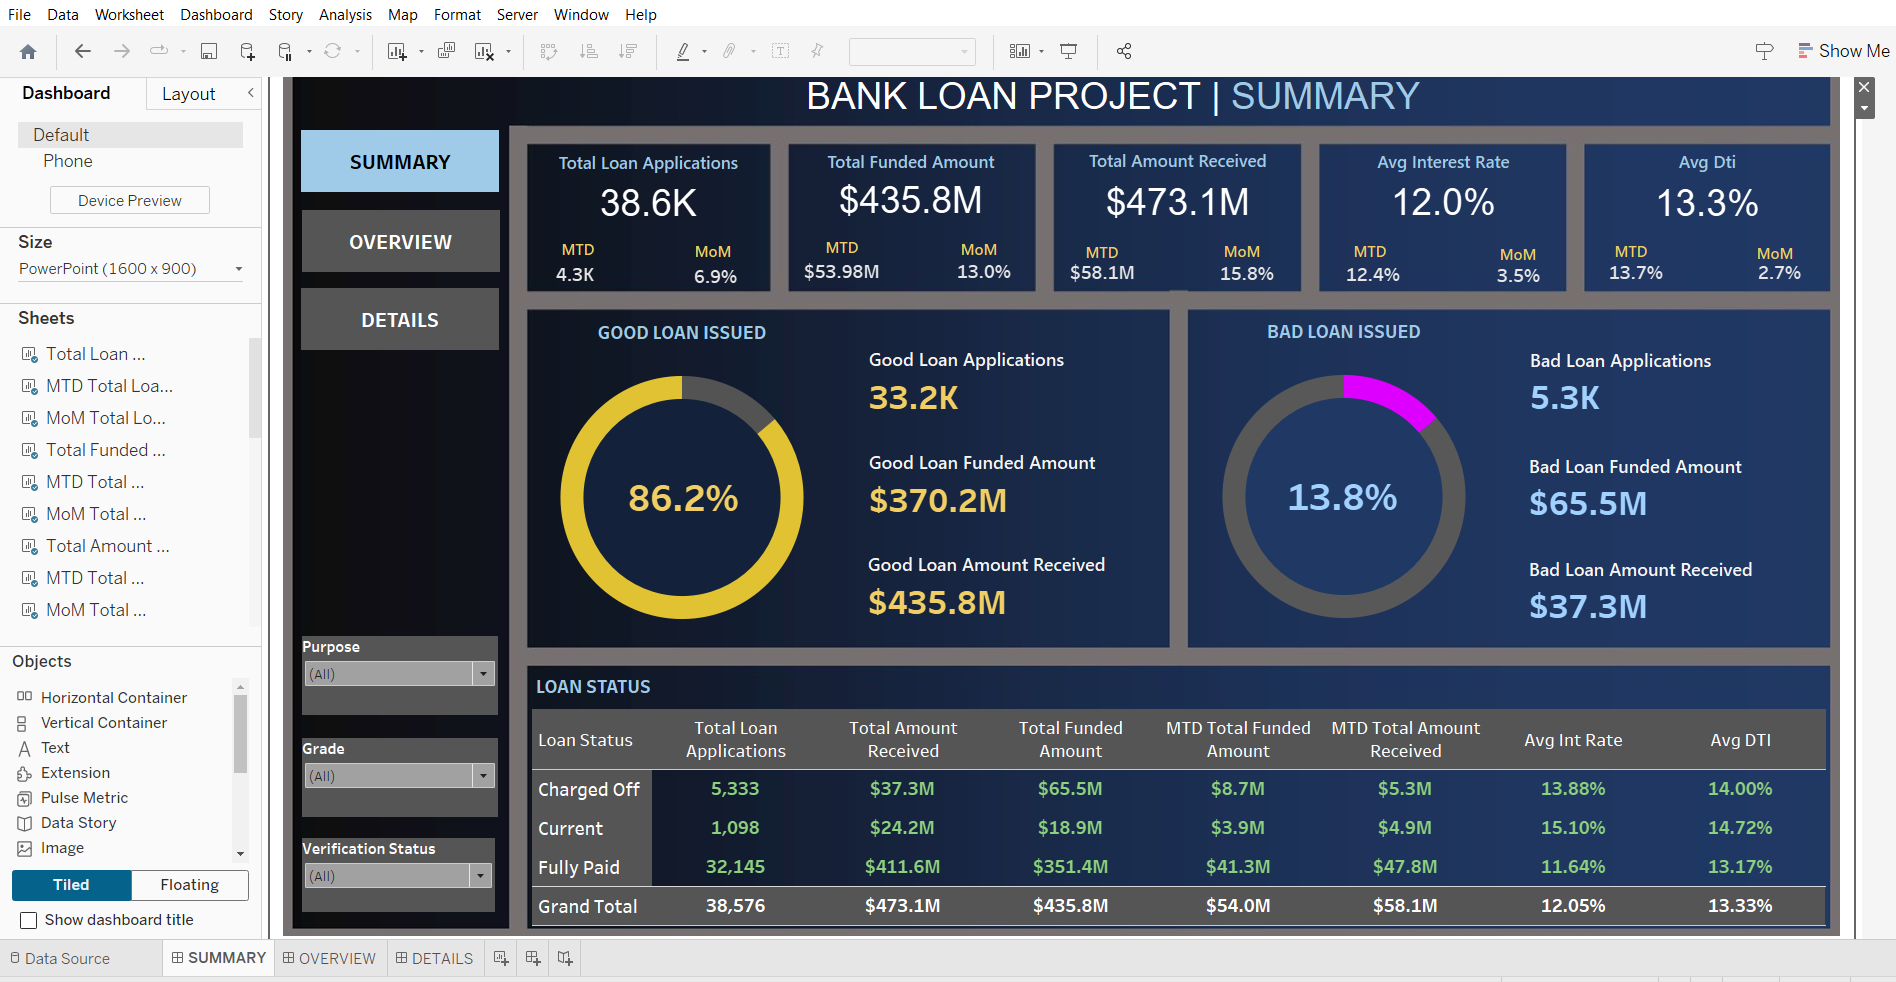 File Data Worksheet Dashboard Story Analysis Map Format Server Window Help
Show Me
Dashboard Layout
Default
Phone
Device Preview
Size
PowerPoint (1600 x 900)
Sheets
Total Loan ...
MTD Total Loa...
MoM Total Lo...
Total Funded ...
MTD Total ...
MoM Total ...
Total Amount ...
MTD Total ...
MoM Total ...
Objects
Horizontal Container
Vertical Container
Text
Extension
Pulse Metric
Data Story
Image
Tiled Floating
Show dashboard title
BANK LOAN PROJECT | SUMMARY
SUMMARY
OVERVIEW
DETAILS
Purpose
(All)
Grade
(All)
Verification Status
(All)
Total Loan Applications
38.6K
MTD MoM
4.3K 6.9%
Total Funded Amount
$435.8M
MTD MoM
$53.98M 13.0%
Total Amount Received
$473.1M
MTD MoM
$58.1M 15.8%
Avg Interest Rate
12.0%
MTD MoM
12.4% 3.5%
Avg Dti
13.3%
MTD MoM
13.7% 2.7%
GOOD LOAN ISSUED
86.2%
Good Loan Applications
33.2K
Good Loan Funded Amount
$370.2M
Good Loan Amount Received
$435.8M
BAD LOAN ISSUED
13.8%
Bad Loan Applications
5.3K
Bad Loan Funded Amount
$65.5M
Bad Loan Amount Received
$37.3M
LOAN STATUS
Loan Status Total Loan Applications Total Amount Received Total Funded Amount MTD Total Funded Amount MTD Total Amount Received Avg Int Rate Avg DTI
Charged Off 5,333 $37.3M $65.5M $8.7M $5.3M 13.88% 14.00%
Current 1,098 $24.2M $18.9M $3.9M $4.9M 15.10% 14.72%
Fully Paid 32,145 $411.6M $351.4M $41.3M $47.8M 11.64% 13.17%
Grand Total 38,576 $473.1M $435.8M $54.0M $58.1M 12.05% 13.33%
Data Source SUMMARY OVERVIEW DETAILS